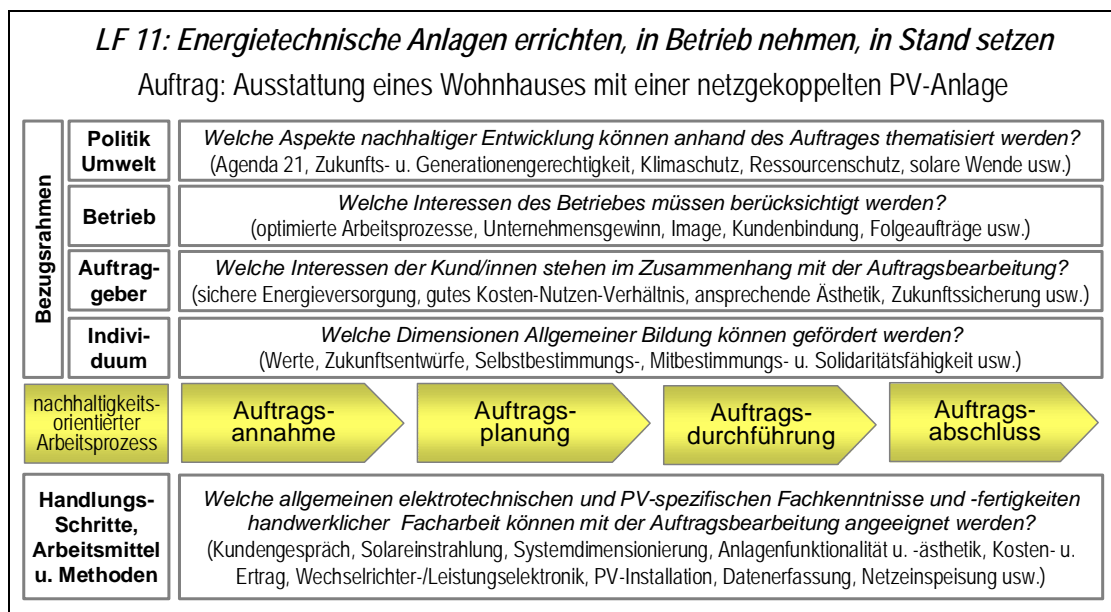 LF 11: Energietechnische Anlagen errichten, in Betrieb nehmen, in Stand setzen
Auftrag: Ausstattung eines Wohnhauses mit einer netzgekoppelten PV-Anlage
Bezugsrahmen
Politik
Umwelt
Welche Aspekte nachhaltiger Entwicklung können anhand des Auftrages thematisiert werden?
(Agenda 21, Zukunfts- u. Generationengerechtigkeit, Klimaschutz, Ressourcenschutz, solare Wende usw.)
Betrieb
Welche Interessen des Betriebes müssen berücksichtigt werden?
(optimierte Arbeitsprozesse, Unternehmensgewinn, Image, Kundenbindung, Folgeaufträge usw.)
Auftrag-
geber
Welche Interessen der Kund/innen stehen im Zusammenhang mit der Auftragsbearbeitung?
(sichere Energieversorgung, gutes Kosten-Nutzen-Verhältnis, ansprechende Ästhetik, Zukunftssicherung usw.)
Indivi-
duum
Welche Dimensionen Allgemeiner Bildung können gefördert werden?
(Werte, Zukunftsentwürfe, Selbstbestimmungs-, Mitbestimmungs- u. Solidaritätsfähigkeit usw.)
nachhaltigkeits-
orientierter
Arbeitsprozess
Auftrags-
annahme
Auftrags-
planung
Auftrags-
durchführung
Auftrags-
abschluss
Handlungs-
Schritte,
Arbeitsmittel
u. Methoden
Welche allgemeinen elektrotechnischen und PV-spezifischen Fachkenntnisse und -fertigkeiten
handwerklicher Facharbeit können mit der Auftragsbearbeitung angeeignet werden?
(Kundengespräch, Solareinstrahlung, Systemdimensionierung, Anlagenfunktionalität u. -ästhetik, Kosten- u.
Ertrag, Wechselrichter-/Leistungselektronik, PV-Installation, Datenerfassung, Netzeinspeisung usw.)